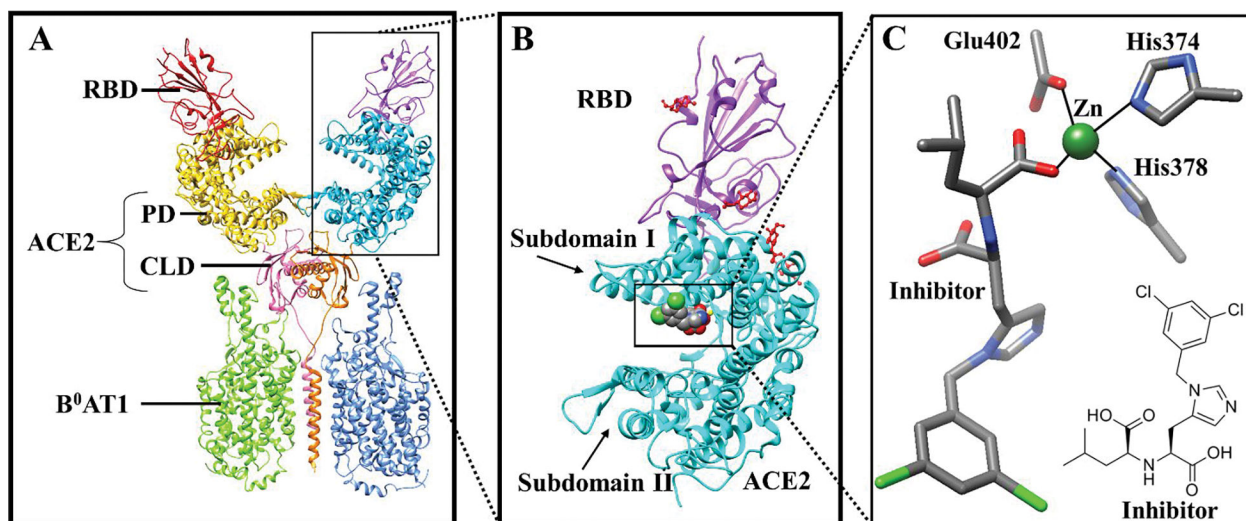 A
RBD
PD
ACE2
CLD
B⁰AT1
B
RBD
Subdomain I
Subdomain II
ACE2
C
Glu402
His374
Zn
His378
Inhibitor
Cl
Cl
N
N
HO
O
N
H
OH
O
Inhibitor